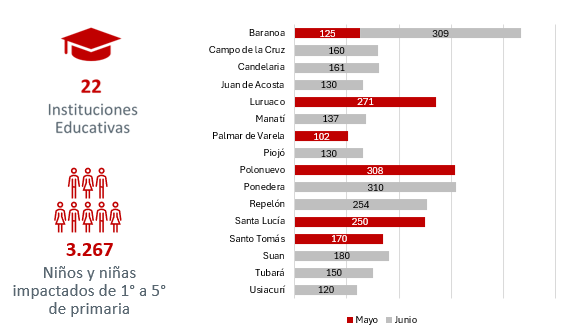 22
Instituciones
Educativas
3.267
Niños y niñas
impactados de 1° a 5°
de primaria
Baranoa 125 309
Campo de la Cruz 160
Candelaria 161
Juan de Acosta 130
Luruaco 271
Manatí 137
Palmar de Varela 102
Piojó 130
Polonuevo 308
Ponedera 310
Repelón 254
Santa Lucía 250
Santo Tomás 170
Suan 180
Tubará 150
Usiacurí 120
Mayo Junio